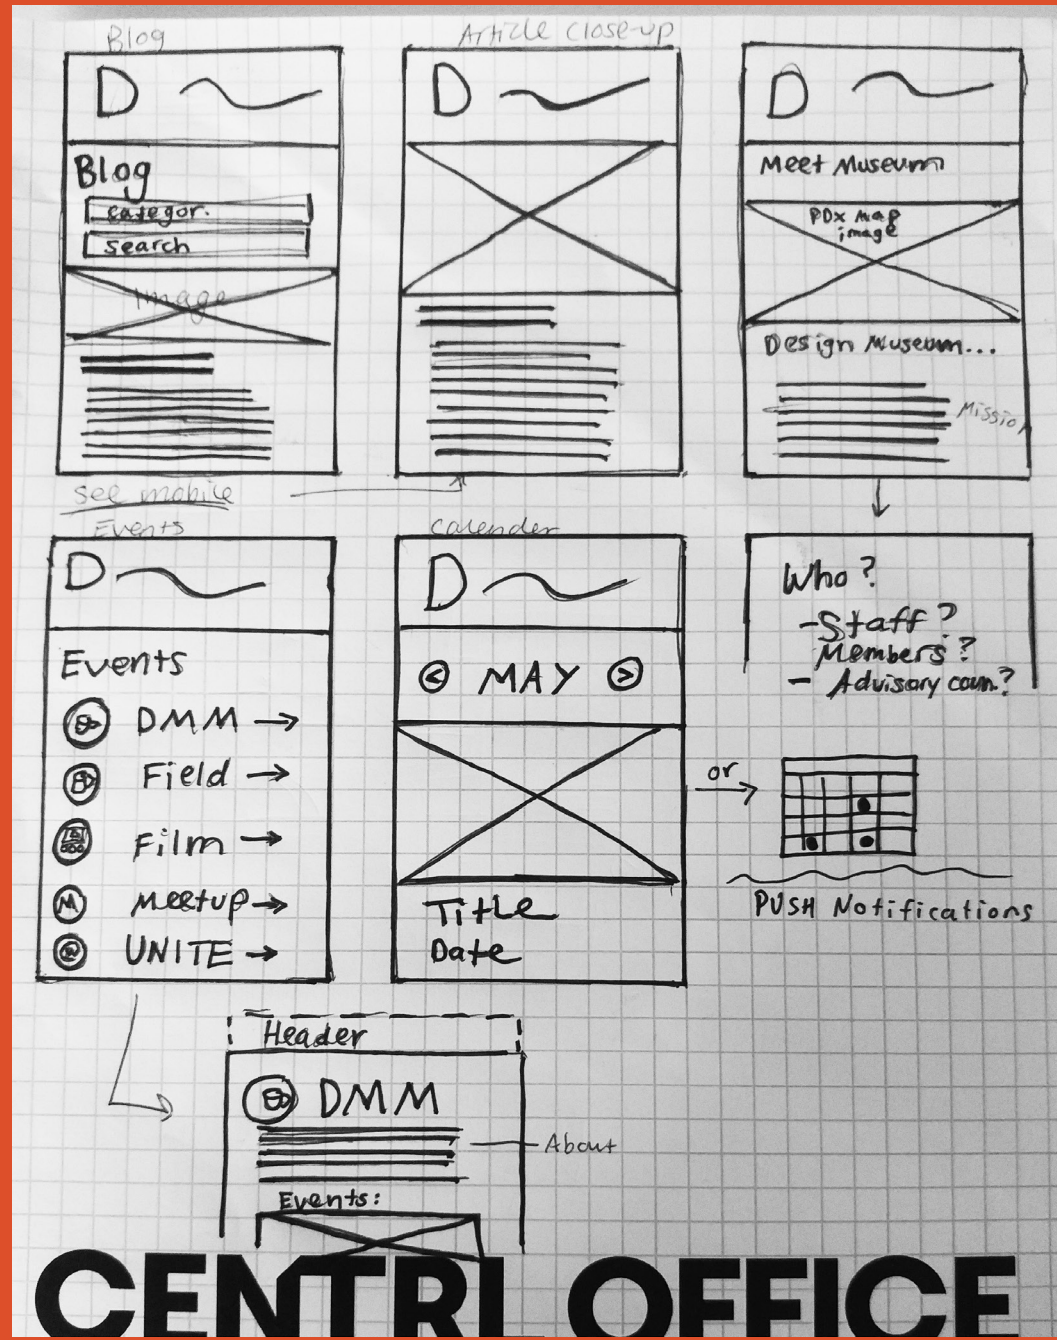 Blog
Article close-up
D
D
D
Blog
categor.
search
Image
Meet Museum
PDX Map
image
Design Museum...
Mission
see mobile
Events
calender
D
Events
DMM
Field
Film
M
Meetup
@
UNITE
D
< MAY >
Title
Date
or
Who?
-Staff?
Members?
- Advisory coun.?
PUSH Notifications
Header
DMM
About
Events:
CENTRL OFFICE